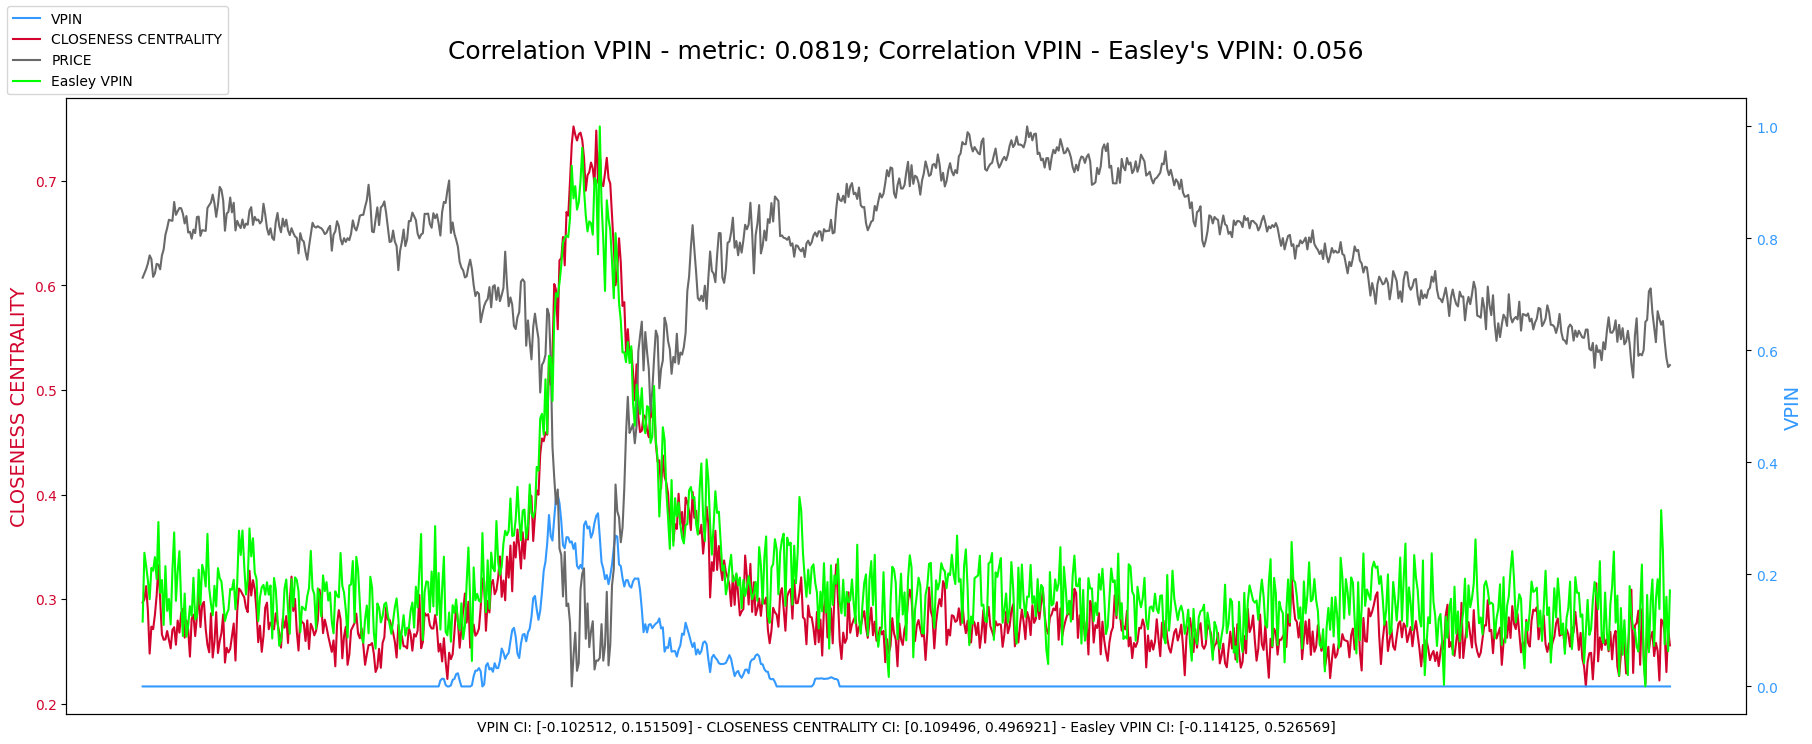 VPIN
CLOSENESS CENTRALITY
PRICE
Easley VPIN
Correlation VPIN - metric: 0.0819; Correlation VPIN - Easley's VPIN: 0.056
CLOSENESS CENTRALITY
0.7
0.6
0.5
0.4
0.3
0.2
1.0
0.8
0.6
0.4
0.2
0.0
VPIN
VPIN CI: [-0.102512, 0.151509] - CLOSENESS CENTRALITY CI: [0.109496, 0.496921] - Easley VPIN CI: [-0.114125, 0.526569]